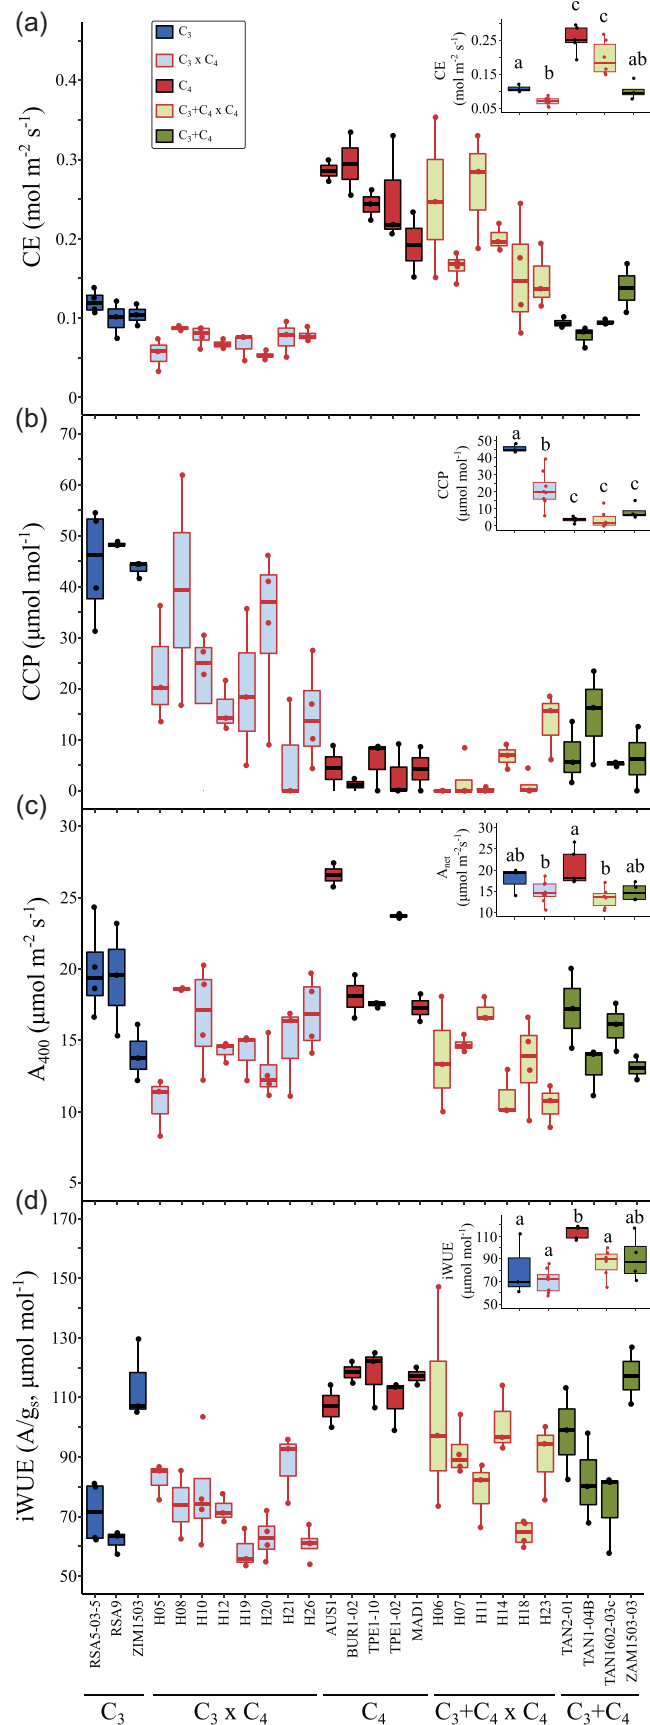 (a)
C₃
C₃ x C₄
C₄
C₃+C₄ x C₄
C₃+C₄
CE (mol m⁻² s⁻¹)
0.4
0.3
0.2
0.1
0
CE
(mol m⁻² s⁻¹)
0.25
0.15
0.05
a
b
c
c
ab
(b)
CCP (µmol mol⁻¹)
70
60
50
40
30
20
10
0
CCP
(µmol mol⁻¹)
50
40
30
20
10
0
a
b
c
c
c
(c)
A₄₀₀ (µmol m⁻² s⁻¹)
30
25
20
15
10
5
Aₙₑₜ
(µmol m⁻²s⁻¹)
30
25
20
15
10
ab
b
a
b
ab
(d)
iWUE (A/gₛ, µmol mol⁻¹)
170
150
130
110
90
70
50
iWUE
(µmol mol⁻¹)
110
90
70
50
a
a
b
a
ab
RSA5-03-5
RSA9
ZIM1503
H05
H08
H10
H12
H19
H20
H21
H26
AUS1
BUR1-02
TPE1-10
TPE1-02
MAD1
H06
H07
H11
H14
H18
H23
TAN2-01
TAN1-04B
TAN1602-03c
ZAM1503-03
C₃
C₃ x C₄
C₄
C₃+C₄ x C₄
C₃+C₄